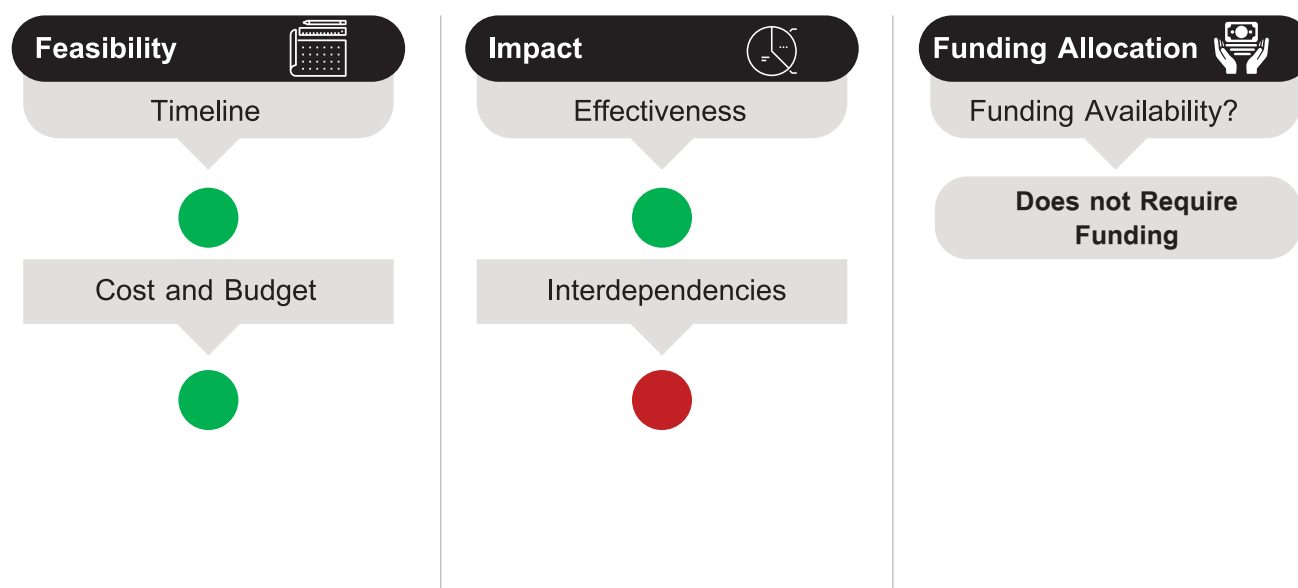 Feasibility
Timeline
Cost and Budget
Impact
Effectiveness
Interdependencies
Funding Allocation
Funding Availability?
Does not Require
Funding